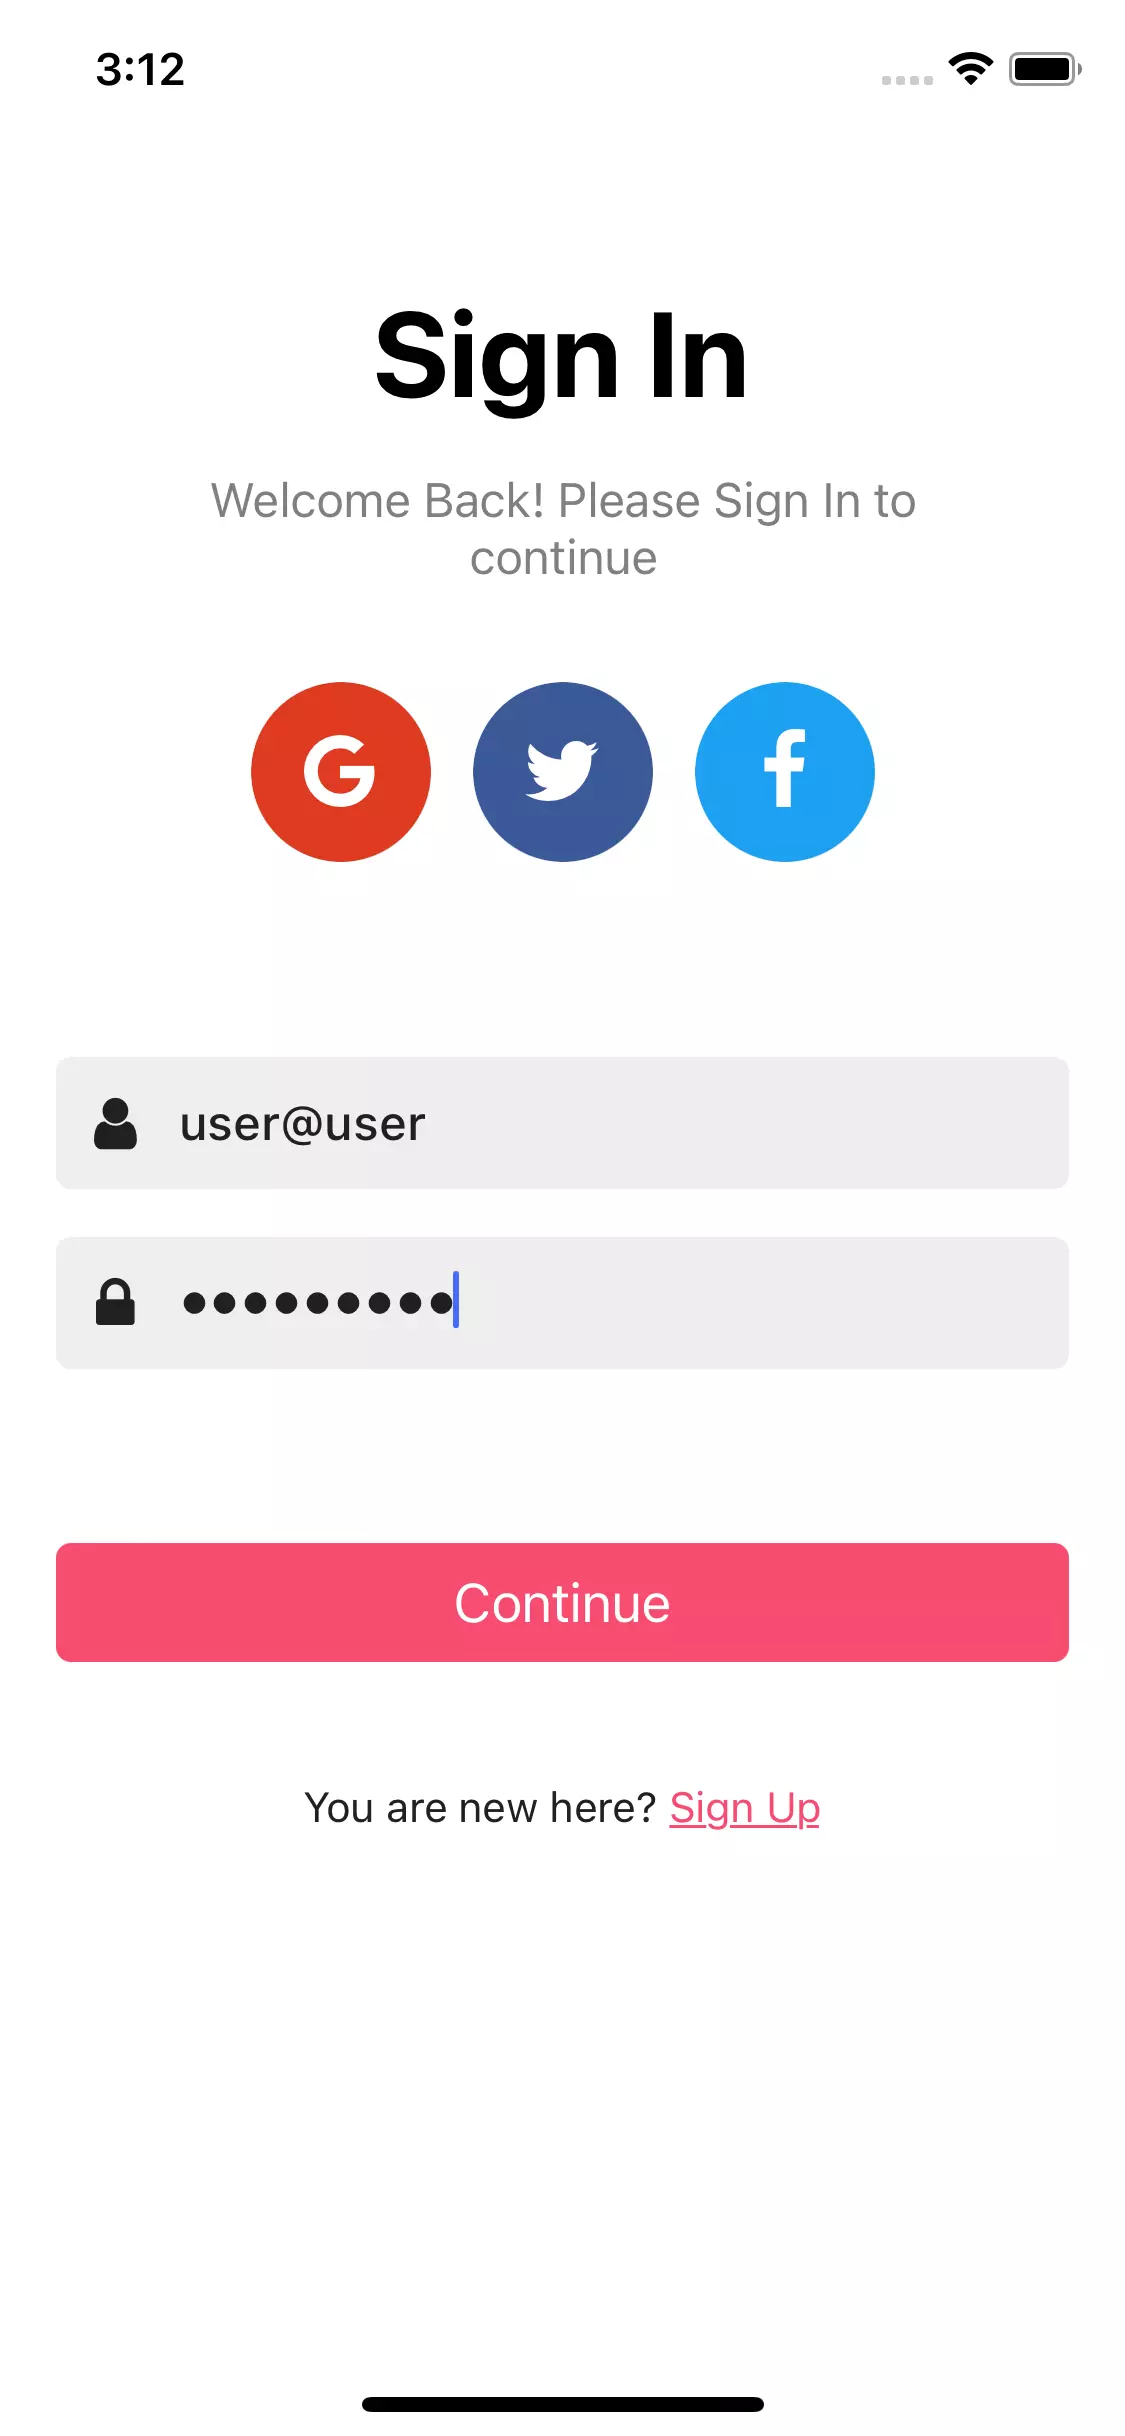 3:12
Sign In
Welcome Back! Please Sign In to
continue
user@user
•••••••••
Continue
You are new here? Sign Up